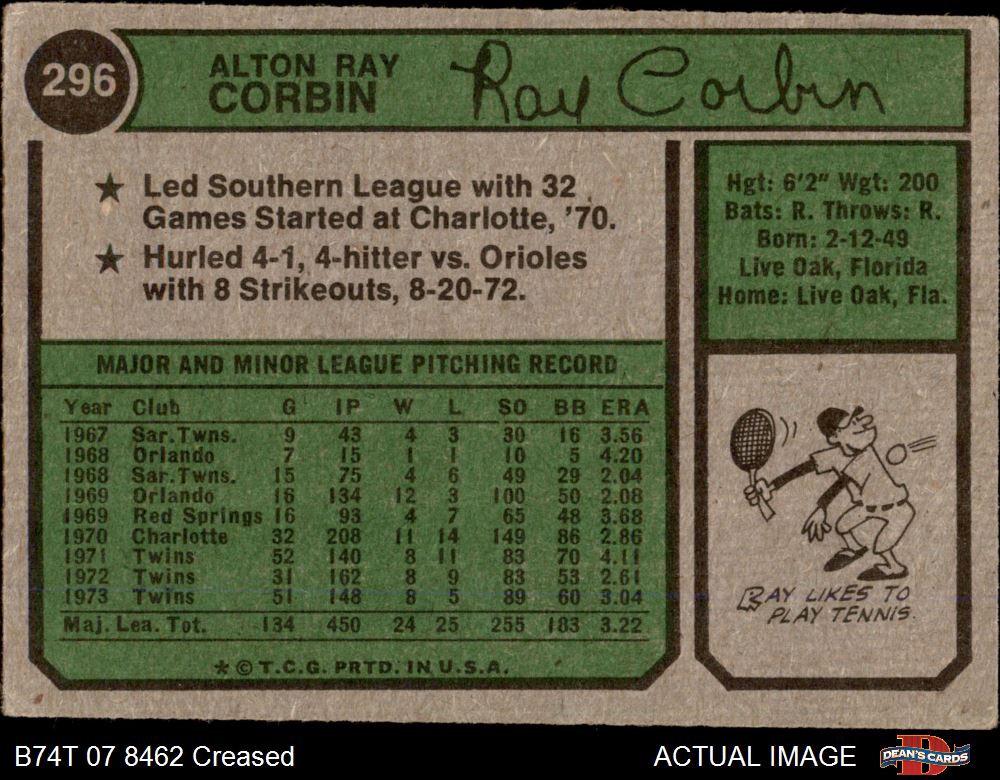 296
ALTON RAY
CORBIN
Ray Corbin
★ Led Southern League with 32
Games Started at Charlotte, '70.
★ Hurled 4-1, 4-hitter vs. Orioles
with 8 Strikeouts, 8-20-72.
Hgt: 6'2" Wgt: 200
Bats: R. Throws: R.
Born: 2-12-49
Live Oak, Florida
Home: Live Oak, Fla.
MAJOR AND MINOR LEAGUE PITCHING RECORD
Year Club G IP W L SO BB ERA
1967 Sar. Twns. 9 43 4 3 30 16 3.56
1968 Orlando 7 15 1 1 10 5 4.20
1968 Sar. Twns. 15 75 4 6 49 29 2.04
1969 Orlando 16 134 12 3 100 50 2.08
1969 Red Springs 16 93 4 7 65 48 3.68
1970 Charlotte 32 208 11 14 149 86 2.86
1971 Twins 52 140 8 11 83 70 4.11
1972 Twins 31 162 8 9 83 53 2.61
1973 Twins 51 148 8 5 89 60 3.04
Maj. Lea. Tot. 134 450 24 25 255 183 3.22
* © T.C.G. PRTD. IN U.S.A.
RAY LIKES TO
PLAY TENNIS.
B74T 07 8462 Creased
ACTUAL IMAGE
D
DEAN'S CARDS